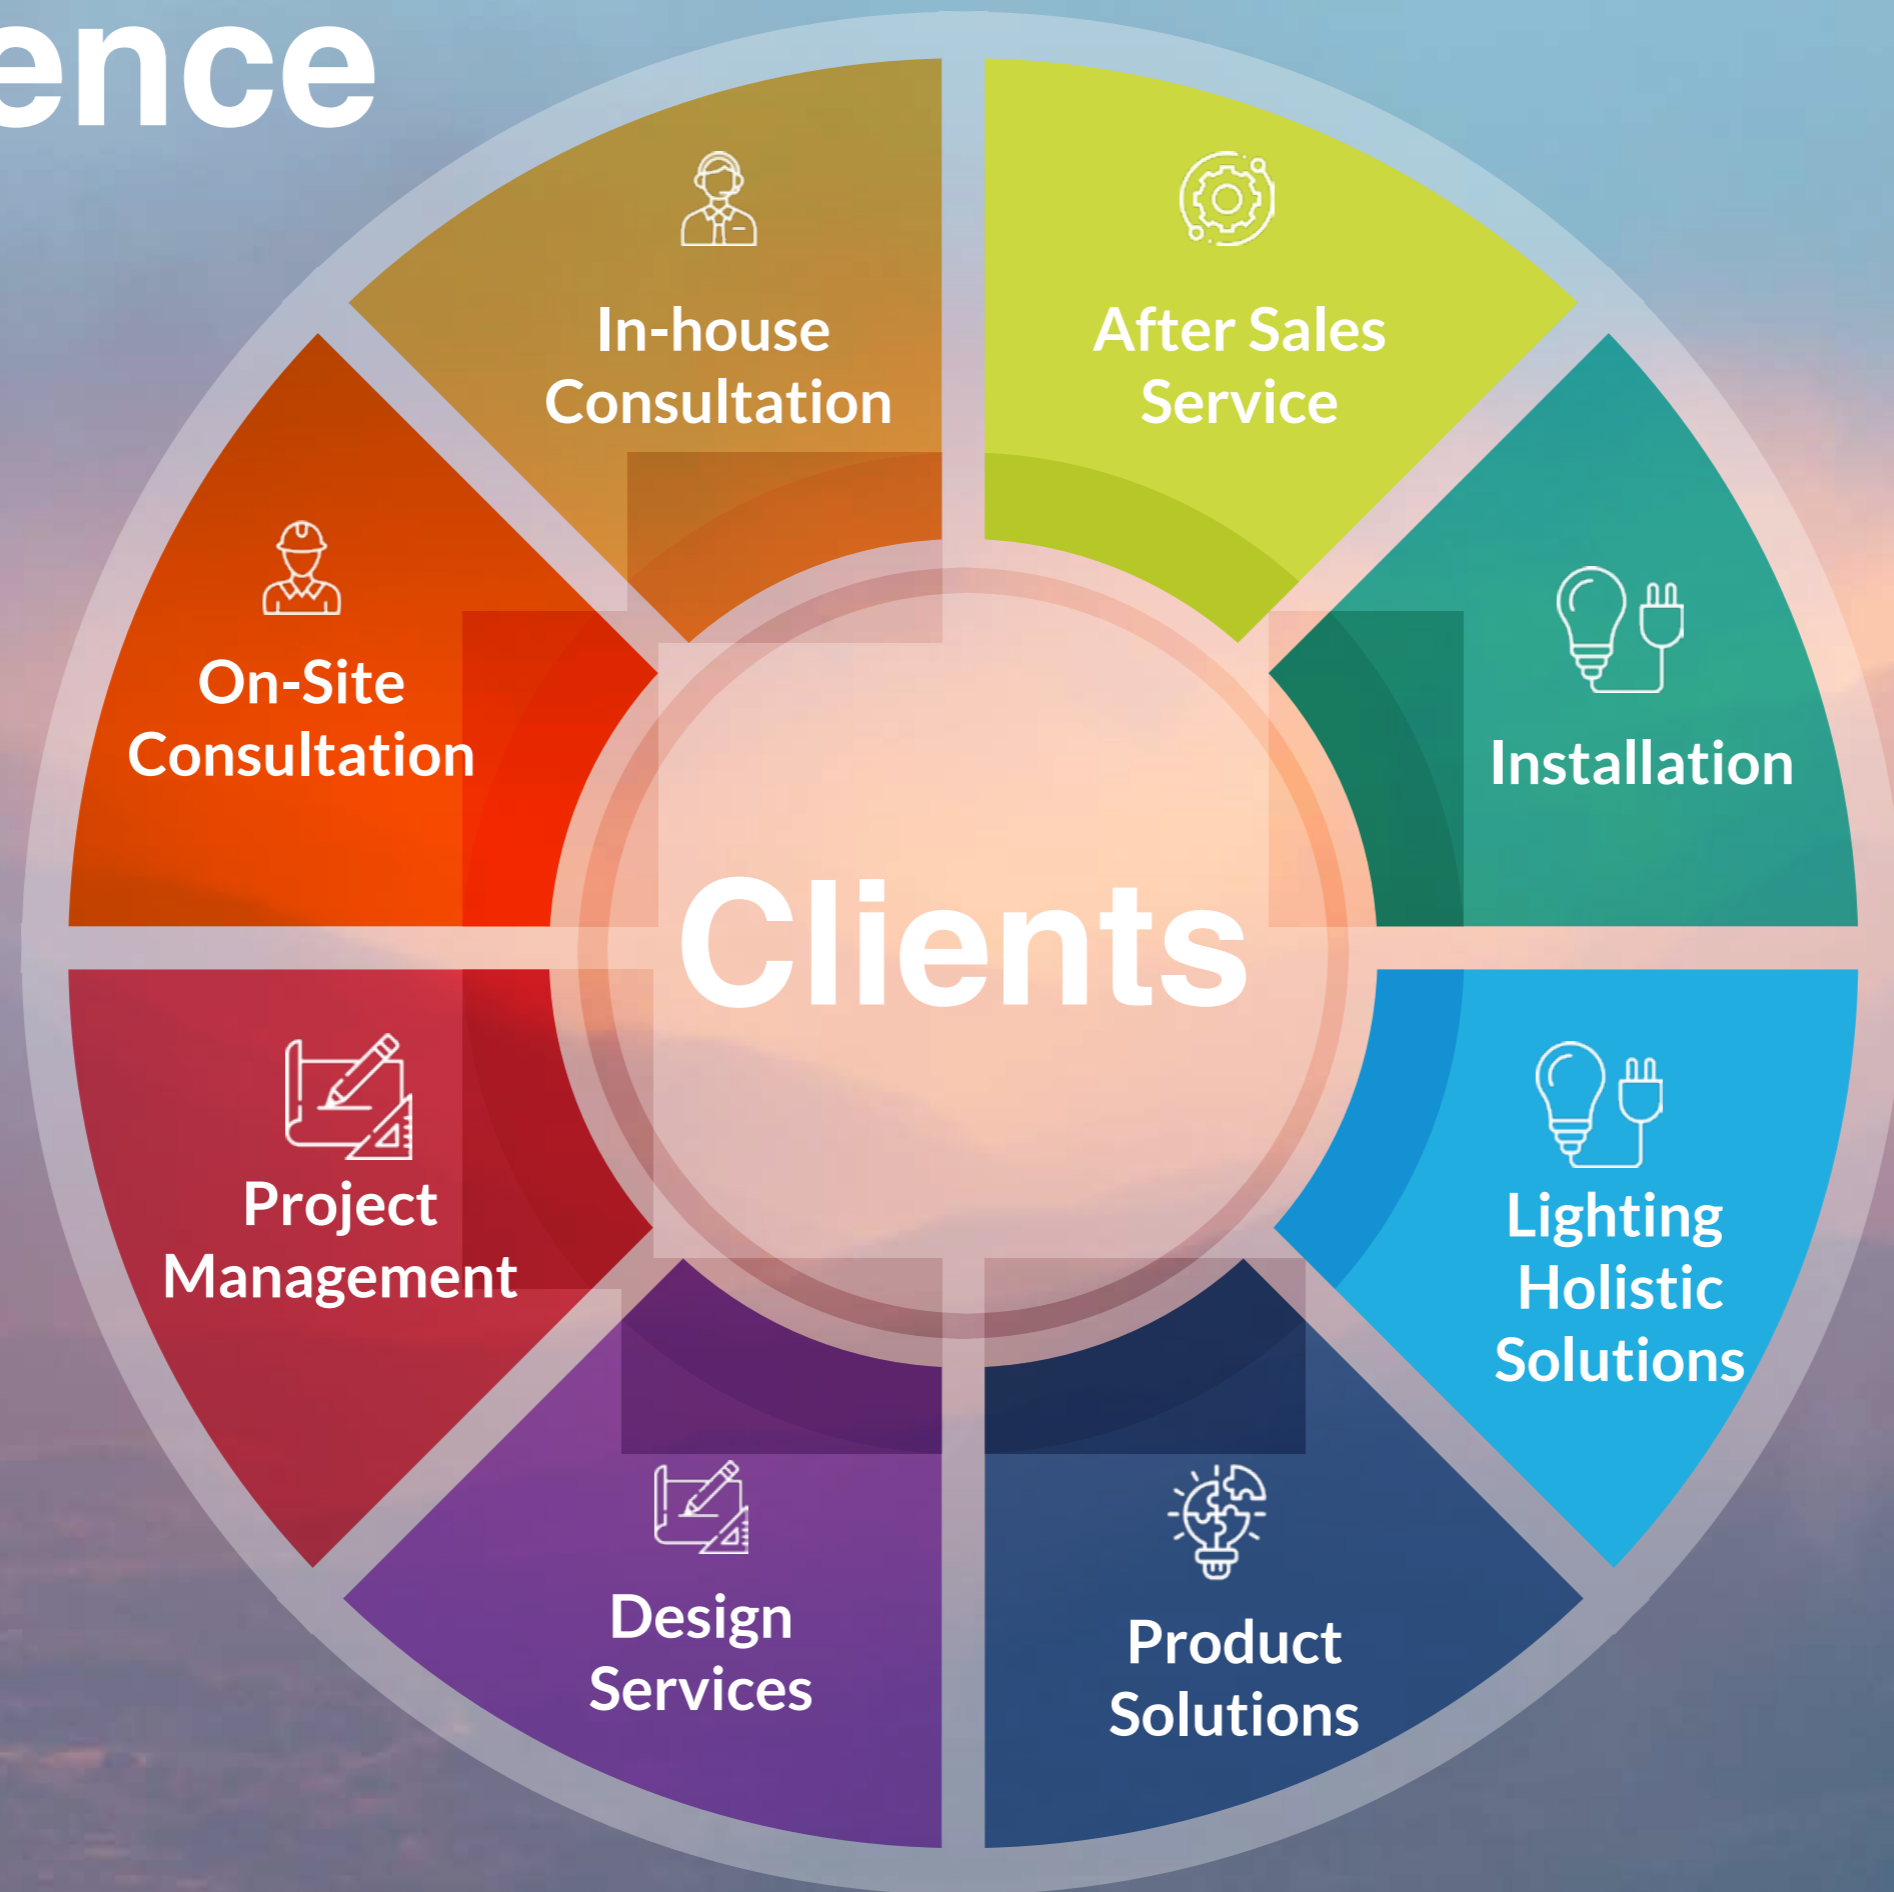 ence
In-house
Consultation
After Sales
Service
On-Site
Consultation
Installation
Clients
Project
Management
Lighting
Holistic
Solutions
Design
Services
Product
Solutions